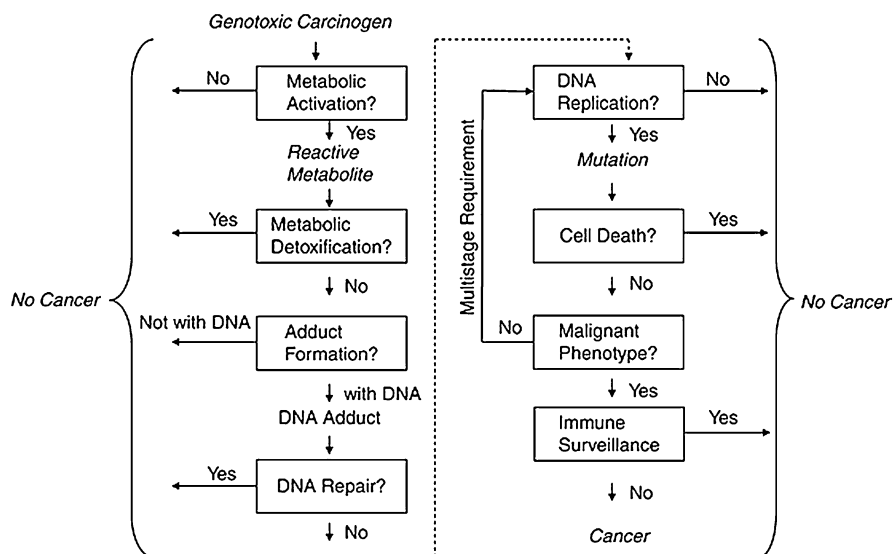 Genotoxic Carcinogen
No
Metabolic
Activation?
Yes
Reactive
Metabolite
Yes
Metabolic
Detoxification?
No
No Cancer
Not with DNA
Adduct
Formation?
with DNA
DNA Adduct
Yes
DNA Repair?
No
Multistage Requirement
DNA
Replication?
No
Yes
Mutation
Cell Death?
Yes
No
No Cancer
No
Malignant
Phenotype?
Yes
Immune
Surveillance
Yes
No
Cancer